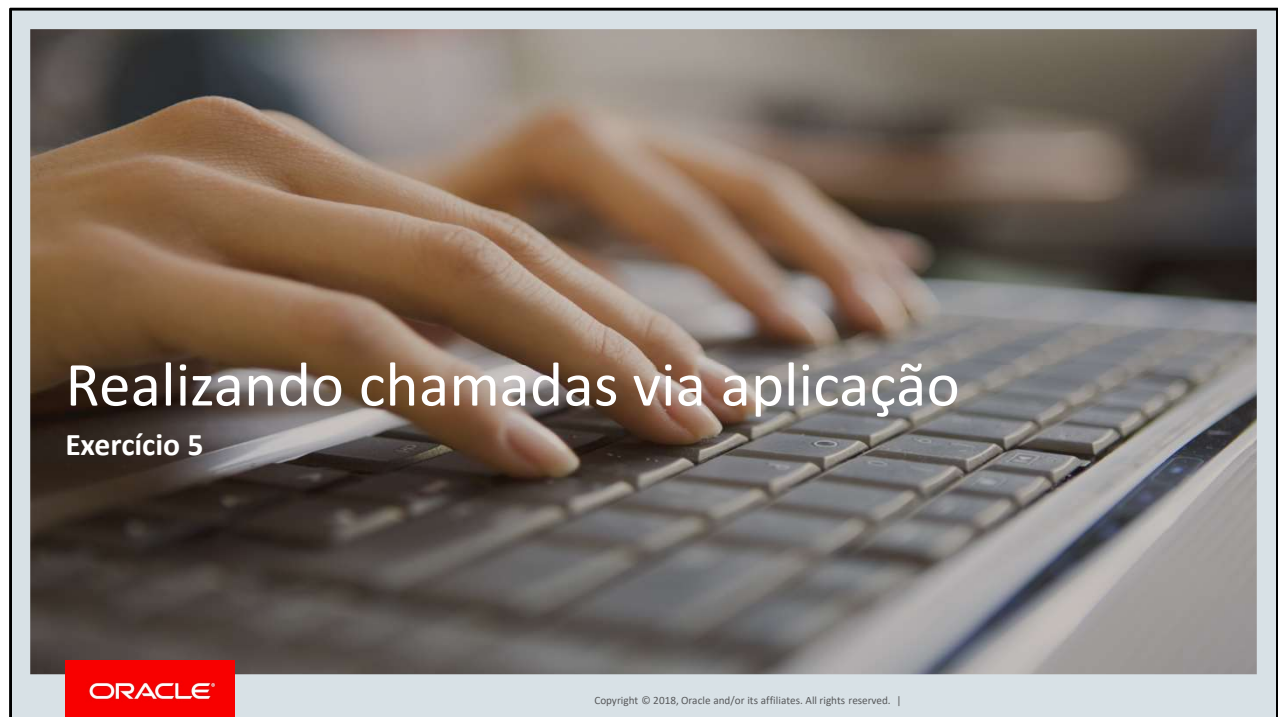 Realizando chamadas via aplicação
Exercício 5
ORACLE®
Copyright © 2018, Oracle and/or its affiliates. All rights reserved. |